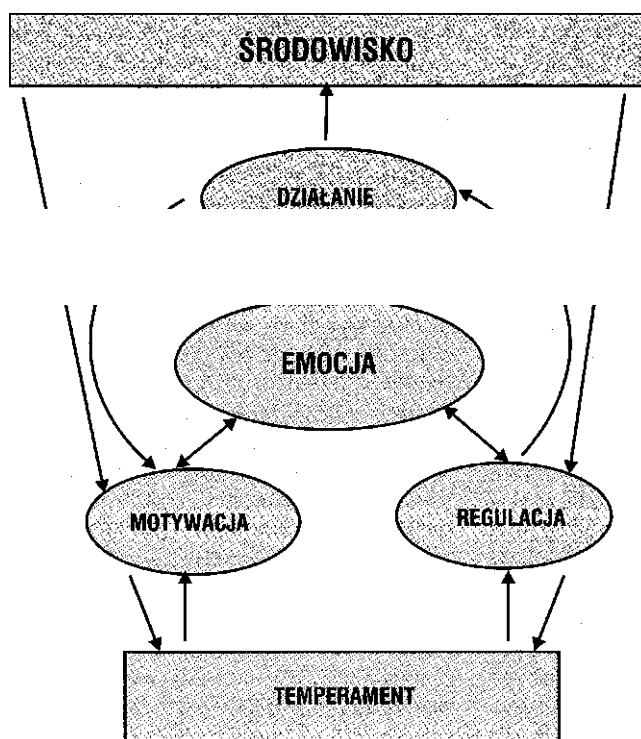 ŚRODOWISKO
DZIAŁANIE
EMOCJA
MOTYWACJA
REGULACJA
TEMPERAMENT